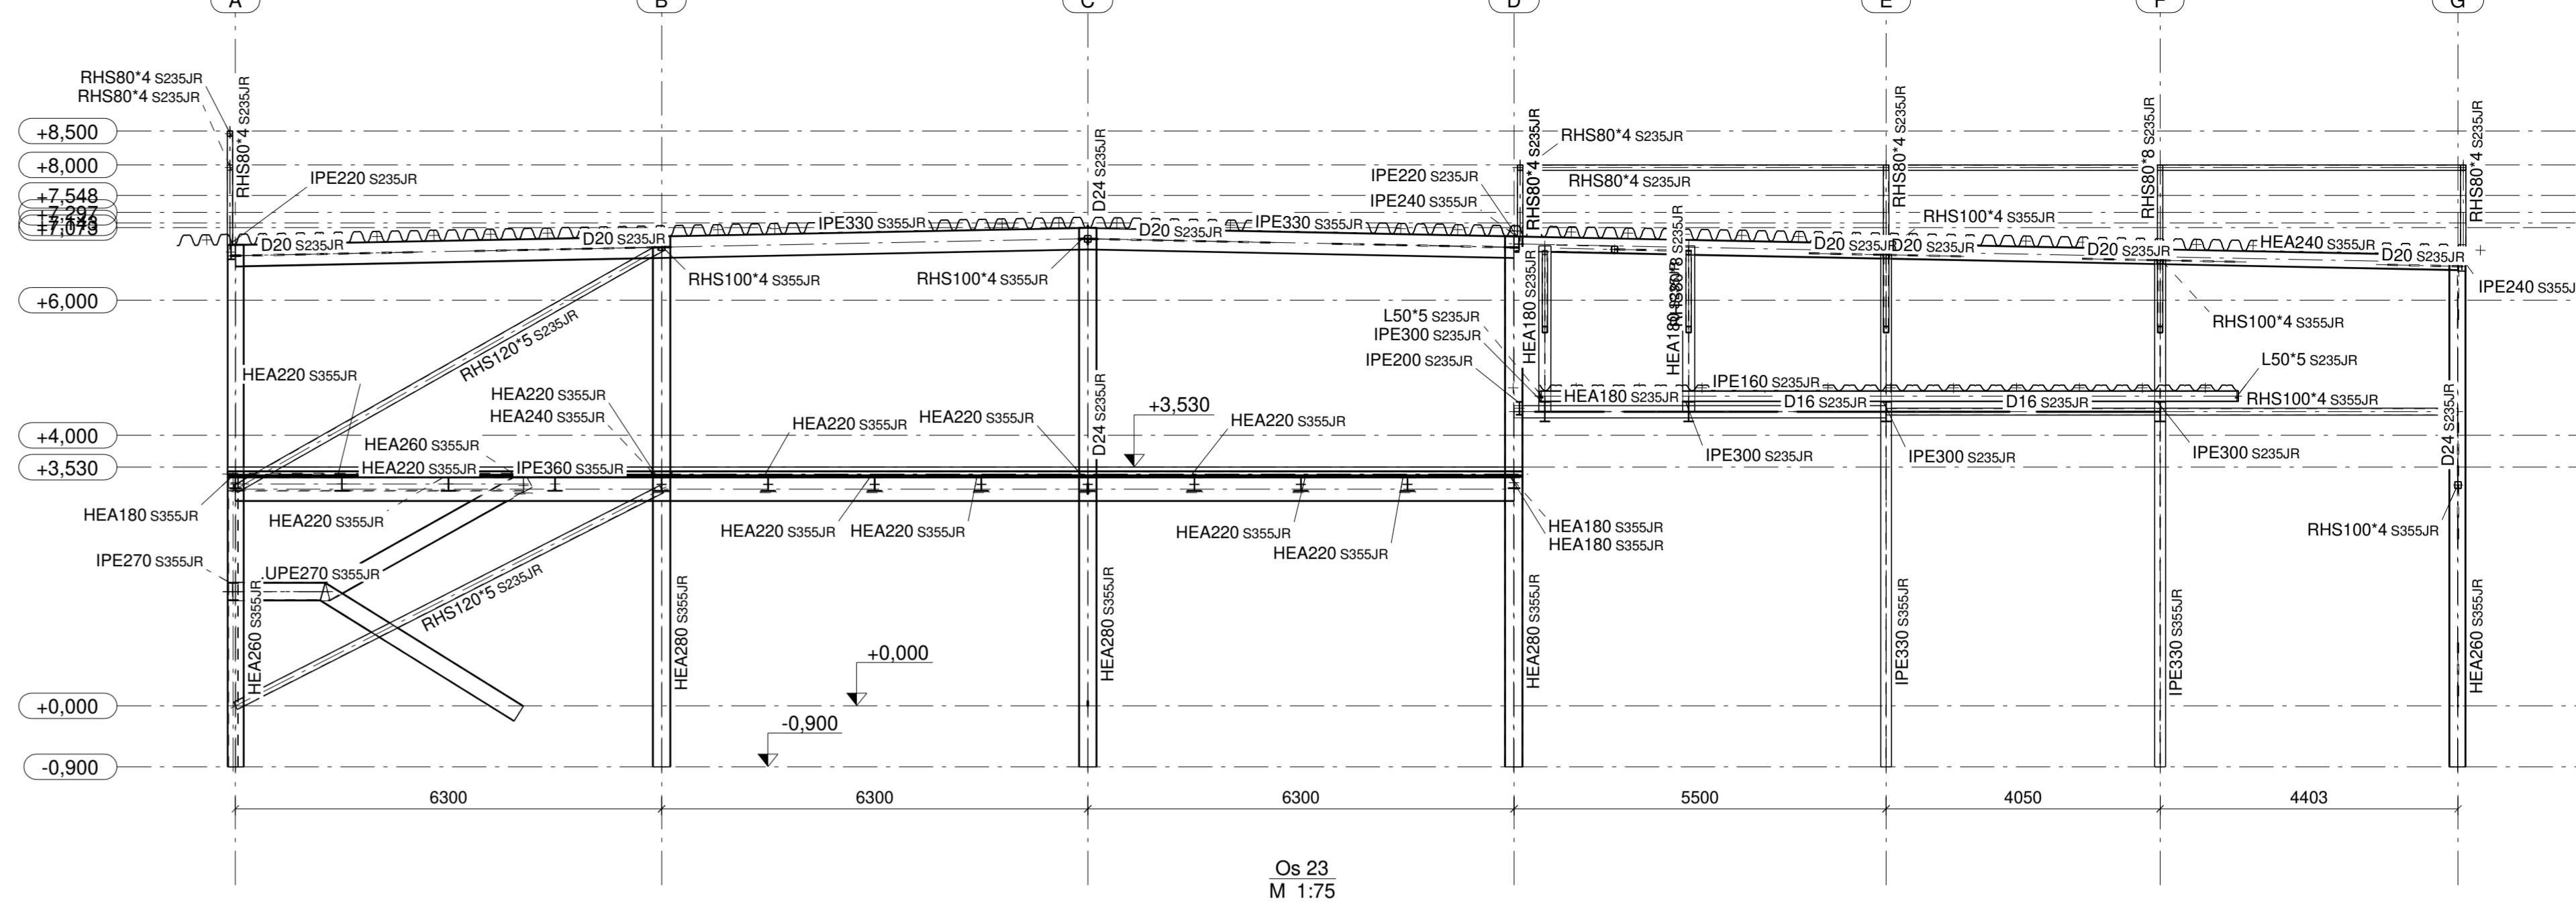 A
B
C
D
E
F
G
RHS80*4 S235JR
RHS80*4 S235JR
RHS80*4 S235JR
+8,500
+8,000
+7,548
+7,297
+7,073
+6,000
+4,000
+3,530
+0,000
-0,900
IPE220 S235JR
D20 S235JR
D20 S235JR
IPE330 S355JR
D24 S235JR
D20 S235JR
IPE330 S355JR
IPE220 S235JR
IPE240 S355JR
RHS80*4 S235JR
RHS80*4 S235JR
RHS80*4 S235JR
RHS80*4 S235JR
RHS80*8 S235JR
RHS80*4 S235JR
RHS100*4 S355JR
D20 S235JR
D20 S235JR
D20 S235JR
HEA240 S355JR
D20 S235JR
IPE240 S355J
RHS100*4 S355JR
RHS100*4 S355JR
RHS120*5 S235JR
HEA180 S235JR
HEA180 S235JR
RHS100*4 S355JR
L50*5 S235JR
IPE300 S235JR
IPE200 S235JR
L50*5 S235JR
IPE160 S235JR
HEA180 S235JR
D16 S235JR
D16 S235JR
RHS100*4 S355JR
D24 S235JR
IPE300 S235JR
IPE300 S235JR
IPE300 S235JR
RHS100*4 S355JR
HEA220 S355JR
HEA220 S355JR
HEA240 S355JR
HEA260 S355JR
HEA220 S355JR
IPE360 S355JR
HEA220 S355JR
HEA220 S355JR
D24 S235JR
+3,530
HEA220 S355JR
HEA180 S355JR
HEA220 S355JR
HEA220 S355JR
HEA220 S355JR
HEA220 S355JR
HEA220 S355JR
HEA180 S355JR
HEA180 S355JR
IPE270 S355JR
UPE270 S355JR
RHS120*5 S235JR
HEA260 S355JR
HEA280 S355JR
HEA280 S355JR
HEA280 S355JR
IPE330 S355JR
IPE330 S355JR
HEA260 S355JR
+0,000
-0,900
6300
6300
6300
5500
4050
4403
Os 23
M 1:75